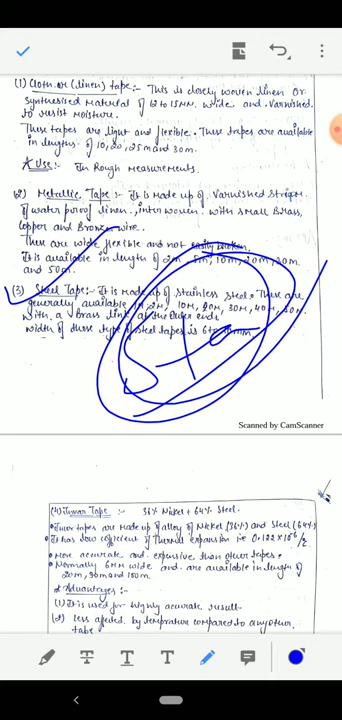 (1) Cloth or (linen) tape :- This is closely woven linen or
Synthesised Material of 12 to 15MM. wide and varnished
to resist moisture.
These tapes are light and flexible. These tapes are available
in lengths of 10, 20, 25m and 30m.
* Use :- In Rough Measurements.
(2) Metallic Tape :- It is made up of varnished strips
of water proof linen, interwoven with small Brass,
Copper and Bronze wire.
These are wide flexible and not easily broken.
It is available in length of 2m, 5m, 10m, 20m, 30m
and 50m.
(3) Steel Tape :- It is made up of stainless steel. These are
generally available in 2M, 10M, 20M, 30M, 40M, 50M
with a Brass link at the outer end.
width of these type of steel tapes is 6 to
Scanned by CamScanner
(4) Invar Tape :- 36% Nickel + 64% Steel.
• Invar tapes are made up of alloy of Nickel (36%) and Steel (64%)
• It has low coefficient of thermal expansion i.e 0.122 X 10^-6/
• More accurate and expensive than other tapes.
• Normally 6MM wide and are available in length of
20m, 30m and 100m.
Advantages :-
(1) It is used for highly accurate result.
(2) less affected by temperature compared to any other
tape